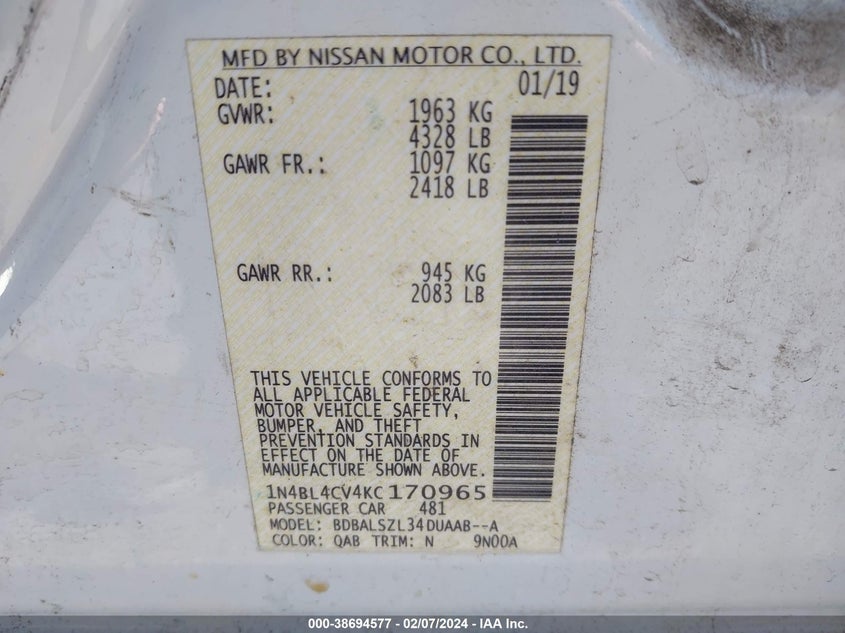 MFD BY NISSAN MOTOR CO., LTD.
DATE: 01/19
GVWR: 1963 KG
4328 LB
GAWR FR.: 1097 KG
2418 LB
GAWR RR.: 945 KG
2083 LB
THIS VEHICLE CONFORMS TO
ALL APPLICABLE FEDERAL
MOTOR VEHICLE SAFETY,
BUMPER, AND THEFT
PREVENTION STANDARDS IN
EFFECT ON THE DATE OF
MANUFACTURE SHOWN ABOVE.
1N4BL4CV4KC170965
PASSENGER CAR 481
MODEL: BDBALSZL34DUAAB--A
COLOR: QAB TRIM: N 9N00A
000-38694577 - 02/07/2024 - IAA Inc.